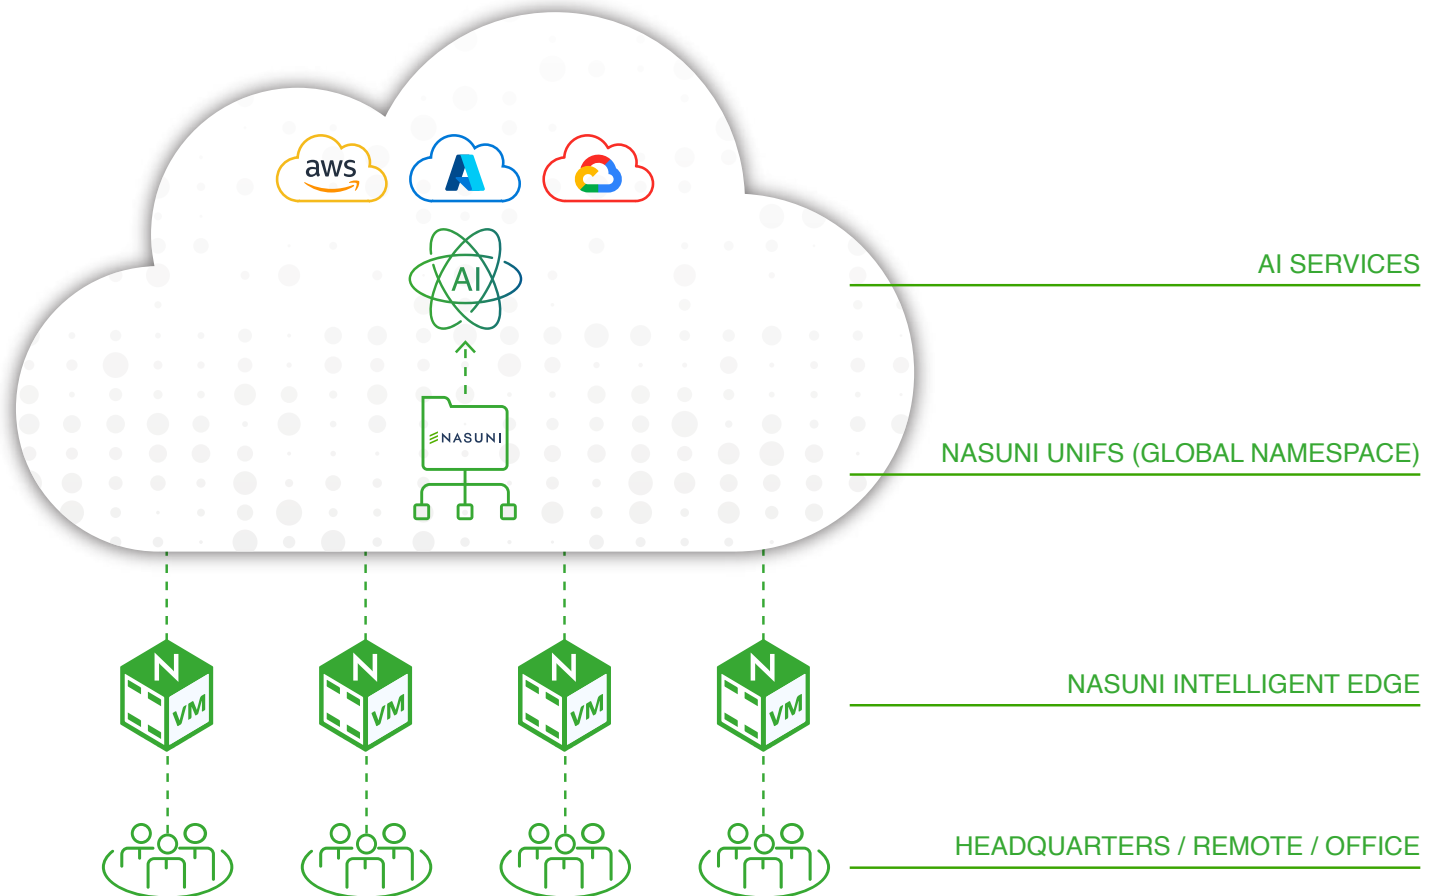 aws
AI
AI SERVICES
NASUNI
NASUNI UNIFS (GLOBAL NAMESPACE)
N
VM
N
VM
N
VM
N
VM
NASUNI INTELLIGENT EDGE
HEADQUARTERS / REMOTE / OFFICE